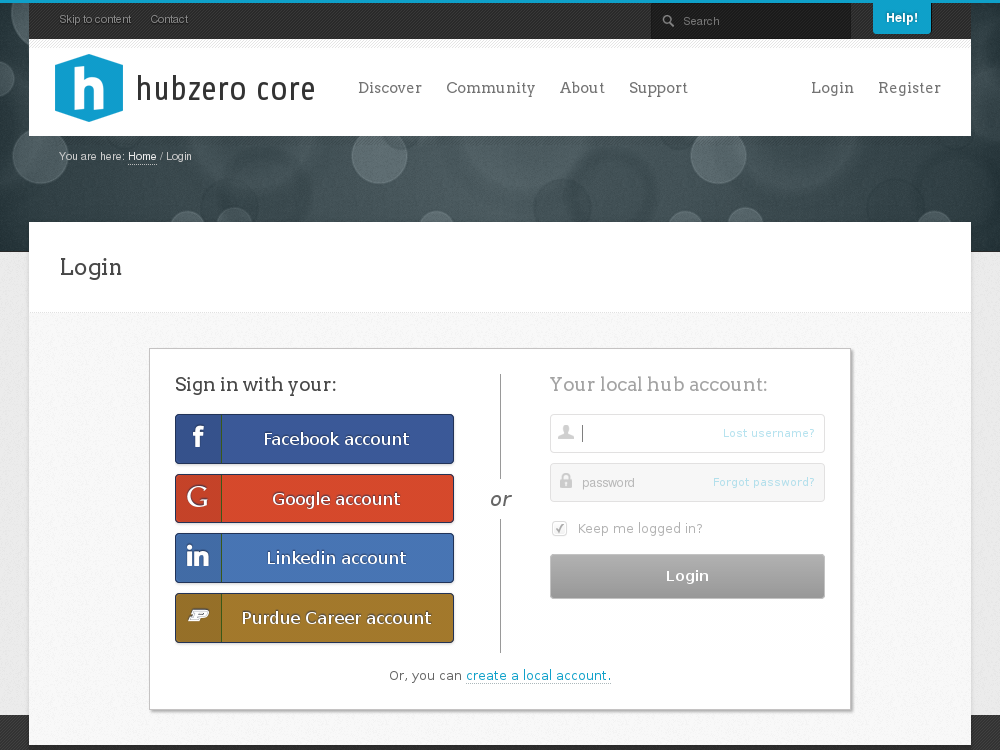 Skip to content Contact Search Help!
h hubzero core Discover Community About Support Login Register
You are here: Home / Login
Login
Sign in with your:
f Facebook account
G Google account
in Linkedin account
P Purdue Career account
or
Your local hub account:
Lost username?
password Forgot password?
Keep me logged in?
Login
Or, you can create a local account.